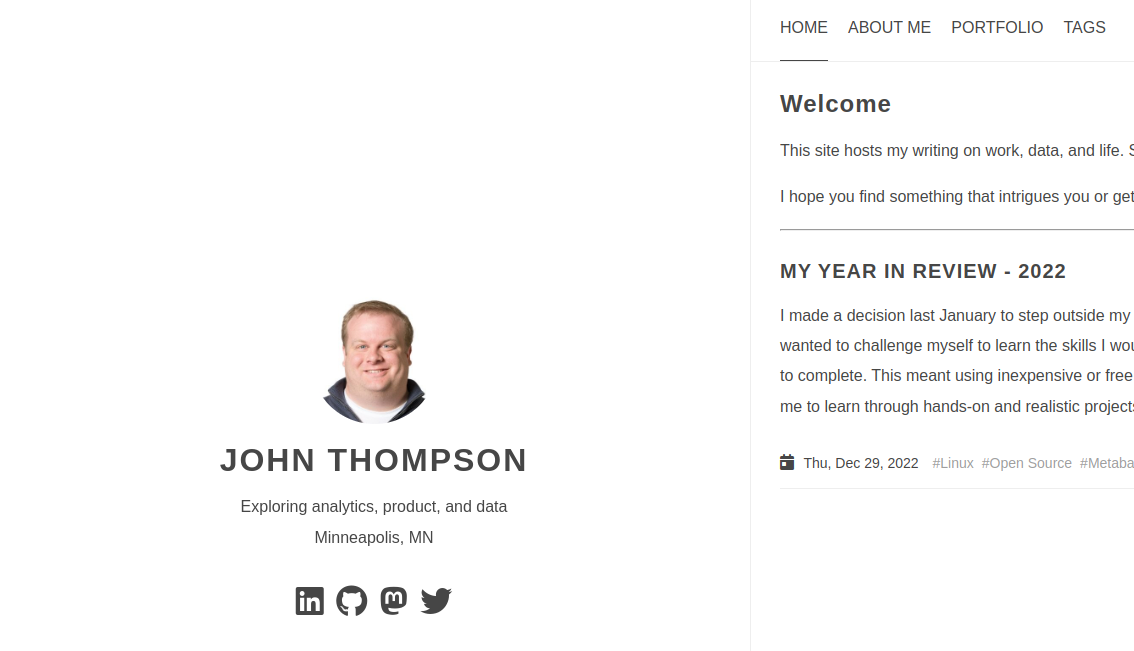 HOME ABOUT ME PORTFOLIO TAGS
Welcome
This site hosts my writing on work, data, and life.
I hope you find something that intrigues you or get
MY YEAR IN REVIEW - 2022
I made a decision last January to step outside my
wanted to challenge myself to learn the skills I
to complete. This meant using inexpensive or free
me to learn through hands-on and realistic projects
Thu, Dec 29, 2022 #Linux #Open Source #Metaba
JOHN THOMPSON
Exploring analytics, product, and data
Minneapolis, MN